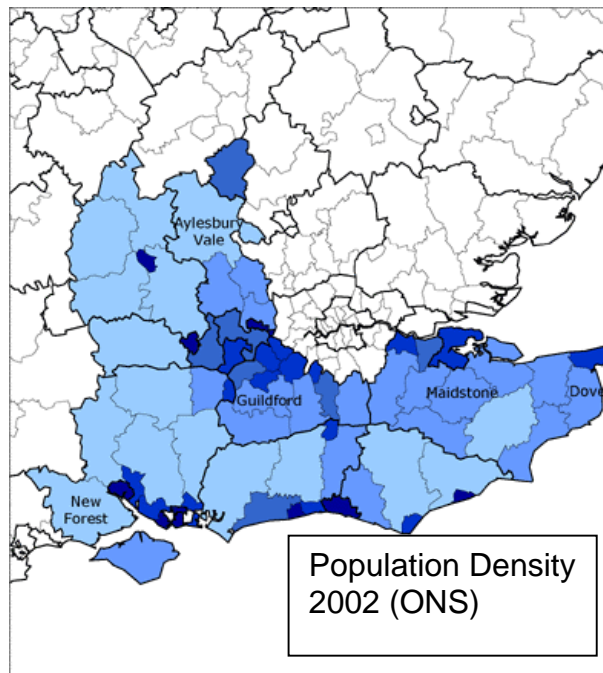 Aylesbury
Vale
Guildford
Maidstone
Dove
New
Forest
Population Density
2002 (ONS)